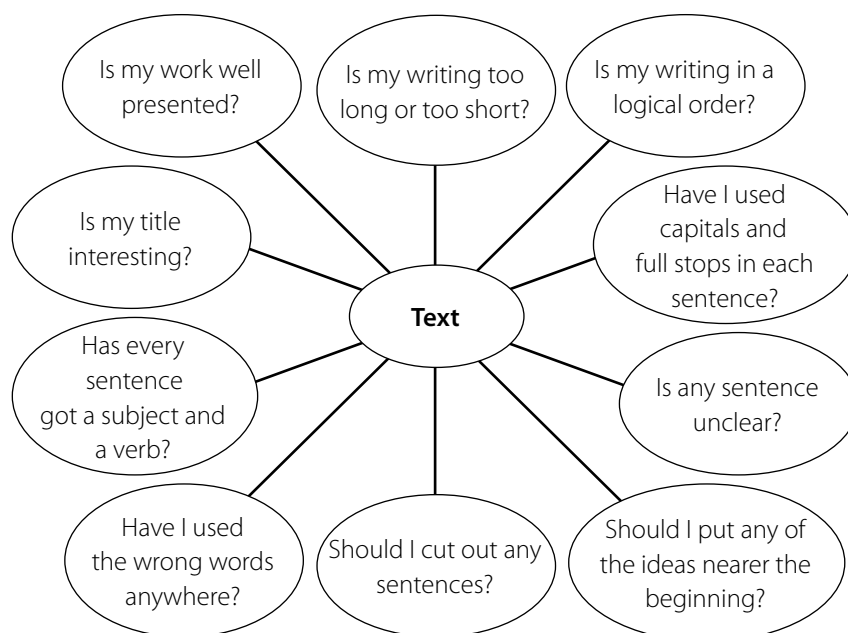 Is my work well
presented?
Is my writing too
long or too short?
Is my writing in a
logical order?
Is my title
interesting?
Have I used
capitals and
full stops in each
sentence?
Text
Has every
sentence
got a subject and
a verb?
Is any sentence
unclear?
Have I used
the wrong words
anywhere?
Should I cut out any
sentences?
Should I put any of
the ideas nearer the
beginning?